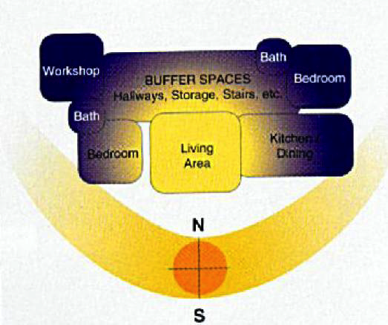 Bath
Workshop
BUFFER SPACES
Bedroom
Hallways, Storage, Stairs, etc.
Bath
Bedroom
Living
Area
Kitchen
Dining
N
S